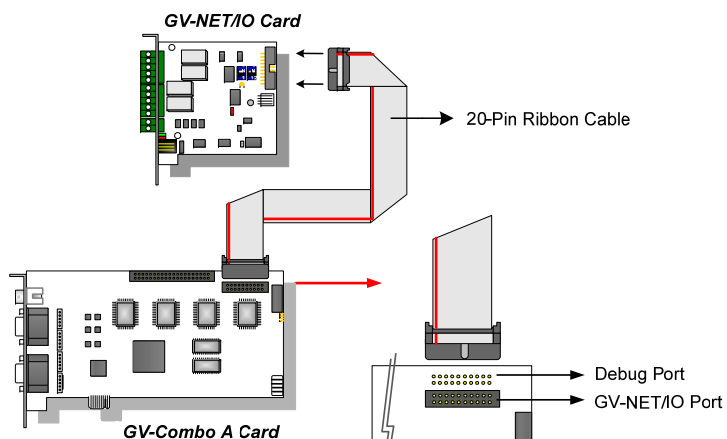 GV-NET/IO Card
20-Pin Ribbon Cable
Debug Port
GV-NET/IO Port
GV-Combo A Card